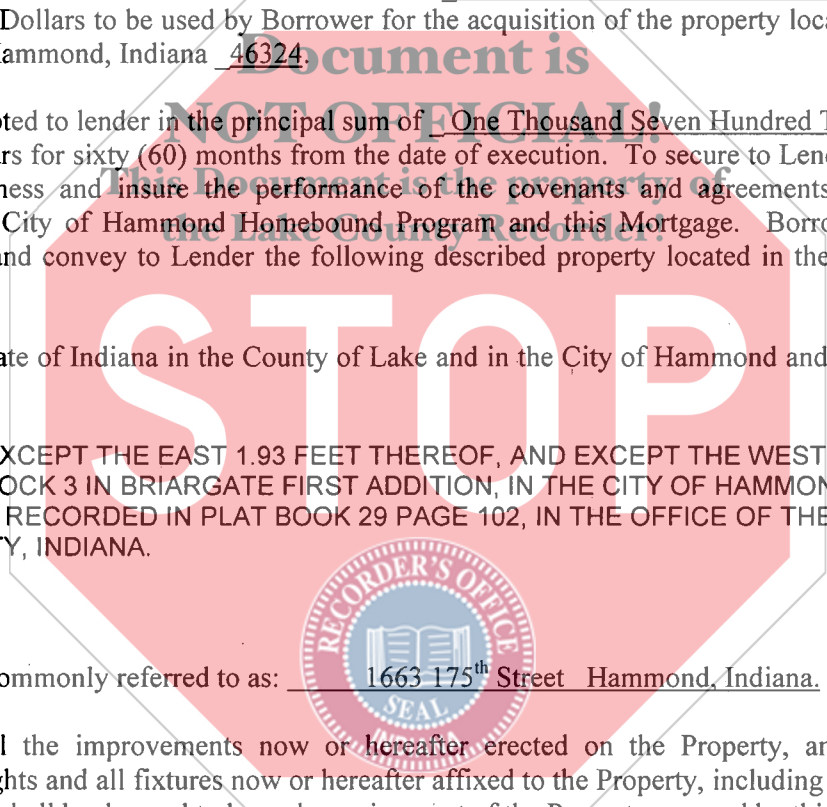 Dollars to be used by Borrower for the acquisition of the property loca
ammond, Indiana 46324.
Document is
oted to lender in the principal sum of One Thousand Seven Hundred T
NOT OFFICIAL!
rs for sixty (60) months from the date of execution. To secure to Lend
ness and insure the performance of the covenants and agreements
This Document is the property of
City of Hammond Homebound Program and this Mortgage. Borro
the Lake County Recorder!
and convey to Lender the following described property located in the
STOP
ate of Indiana in the County of Lake and in the City of Hammond and
XCEPT THE EAST 1.93 FEET THEREOF, AND EXCEPT THE WEST
OCK 3 IN BRIARGATE FIRST ADDITION, IN THE CITY OF HAMMON
RECORDED IN PLAT BOOK 29 PAGE 102, IN THE OFFICE OF THE
Y, INDIANA.
RECORDER'S OFFICE
ommonly referred to as: 1663 175th Street Hammond, Indiana.
SEAL
INDIANA
l the improvements now or hereafter erected on the Property, an
ghts and all fixtures now or hereafter affixed to the Property, including